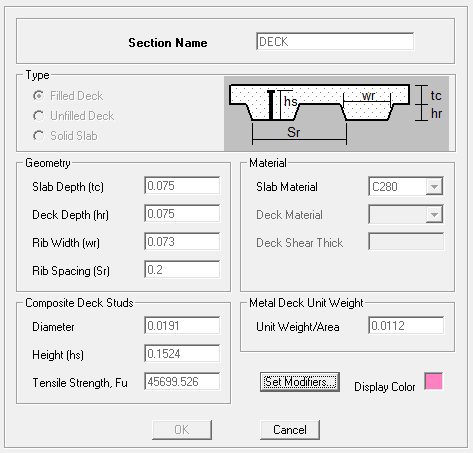 Section Name
DECK
Type
Filled Deck
Unfilled Deck
Solid Slab
hs
wr
tc
hr
Sr
Geometry
Slab Depth (tc) 0.075
Deck Depth (hr) 0.075
Rib Width (wr) 0.073
Rib Spacing (Sr) 0.2
Material
Slab Material C280
Deck Material
Deck Shear Thick
Composite Deck Studs
Diameter 0.0191
Height (hs) 0.1524
Tensile Strength, Fu 45699.526
Metal Deck Unit Weight
Unit Weight/Area 0.0112
Set Modifiers...
Display Color
OK
Cancel